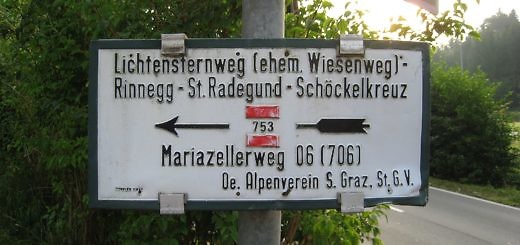 Lichtensternweg (ehem. Wiesenweg)-
Rinnegg - St. Radegund - Schöckelkreuz
753
Mariazellerweg 06 (706)
Oe. Alpenverein S. Graz, St. G. V.